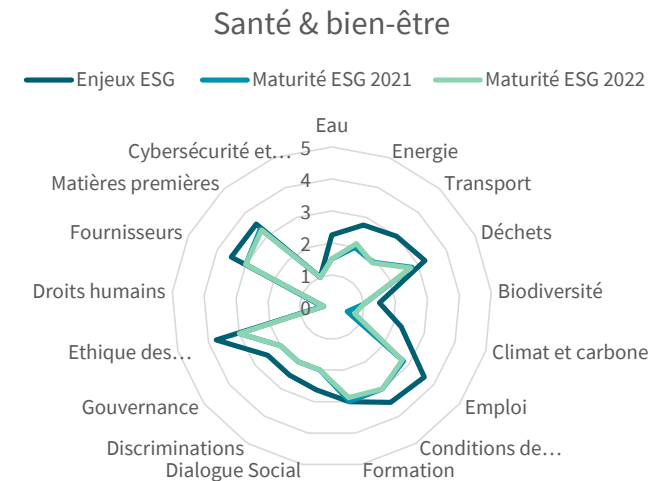 Santé & bien-être
Enjeux ESG
Maturité ESG 2021
Maturité ESG 2022
Eau
Cybersécurité et…
Energie
Matières premières
Transport
Fournisseurs
Déchets
Droits humains
Biodiversité
Ethique des…
Climat et carbone
Gouvernance
Emploi
Discriminations
Conditions de…
Dialogue Social
Formation
5
4
3
2
1
0